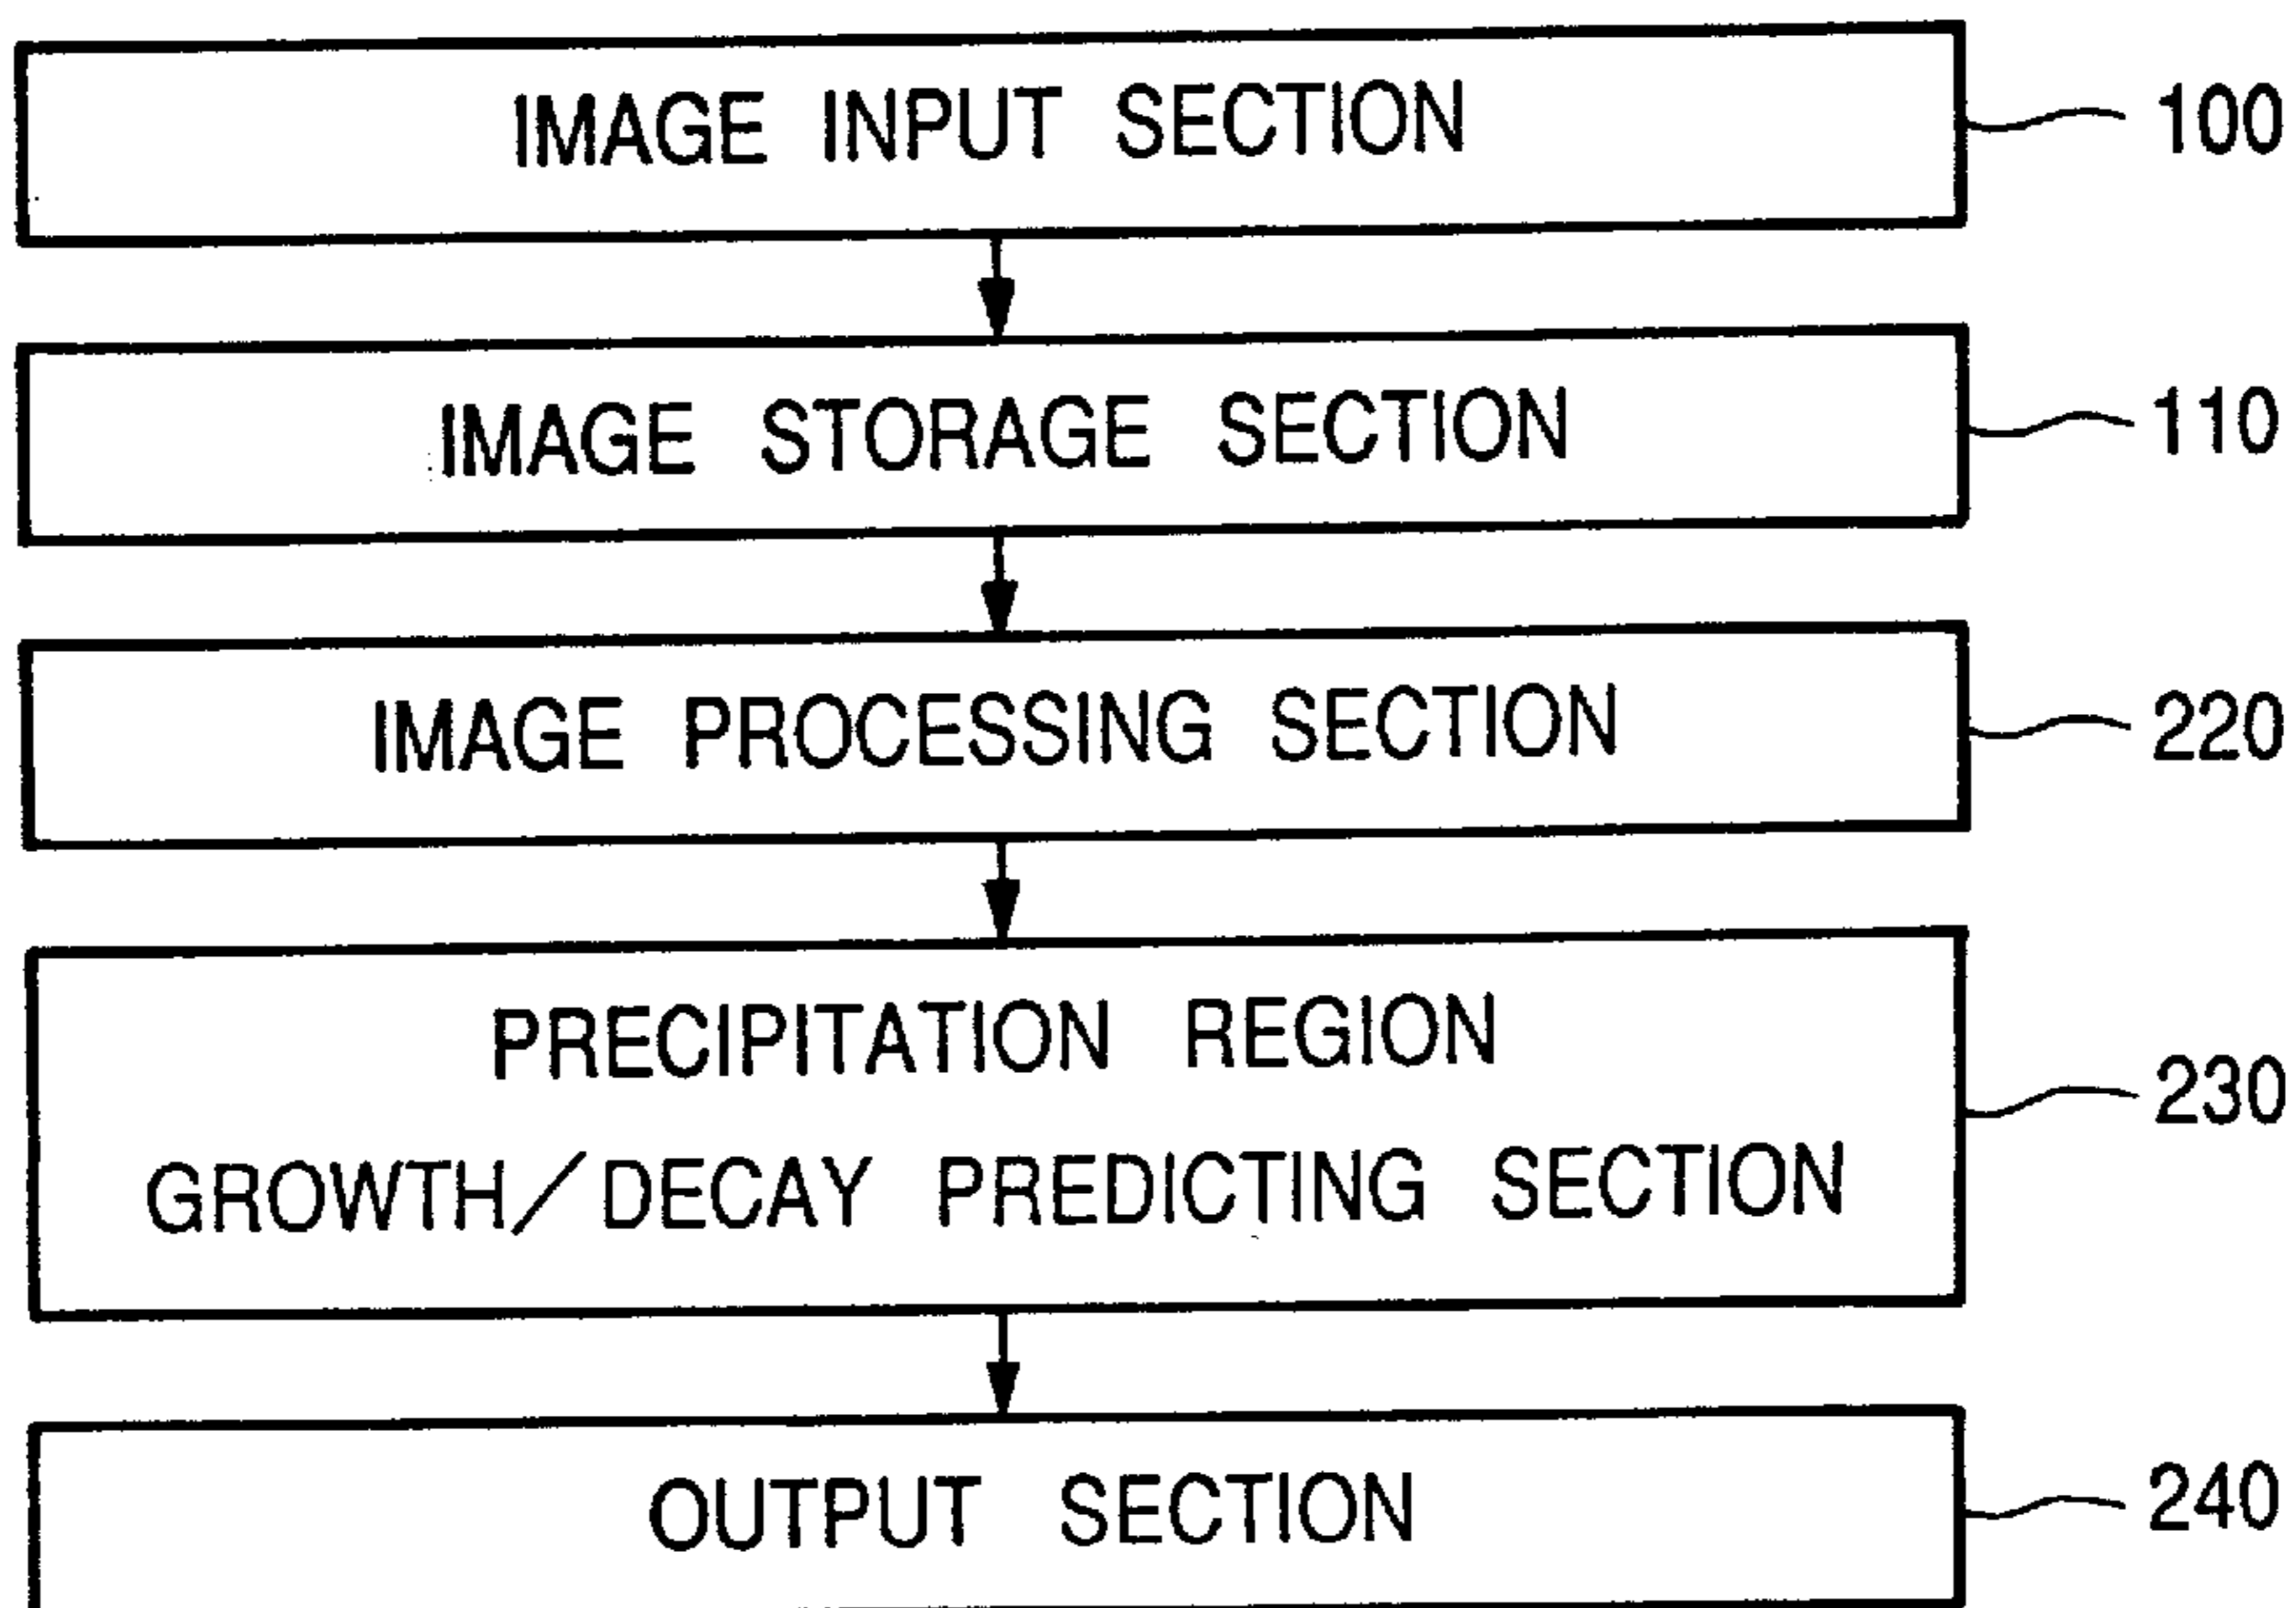 IMAGE INPUT SECTION 100
IMAGE STORAGE SECTION 110
IMAGE PROCESSING SECTION 220
PRECIPITATION REGION
GROWTH/DECAY PREDICTING SECTION 230
OUTPUT SECTION 240